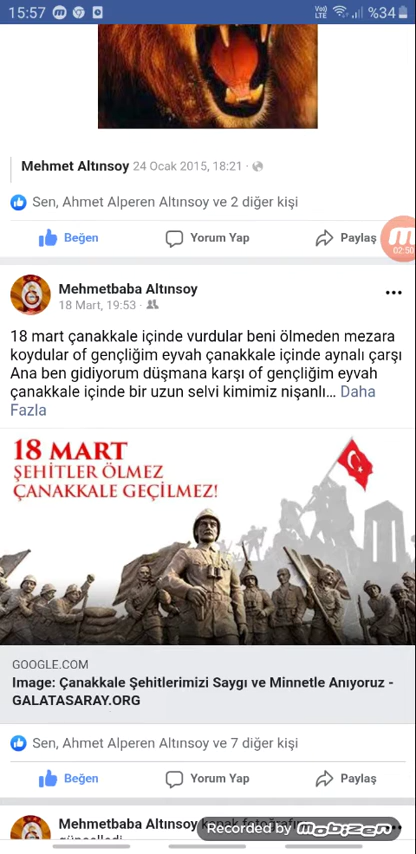 15:57
Vo))
LTE
%34
Mehmet Altınsoy 24 Ocak 2015, 18:21 ·
Sen, Ahmet Alperen Altınsoy ve 2 diğer kişi
Beğen Yorum Yap Paylaş
02:50
Mehmetbaba Altınsoy
18 Mart, 19:53 ·
18 mart çanakkale içinde vurdular beni ölmeden mezara
koydular of gençliğim eyvah çanakkale içinde aynalı çarşı
Ana ben gidiyorum düşmana karşı of gençliğim eyvah
çanakkale içinde bir uzun selvi kimimiz nişanlı... Daha
Fazla
18 MART
ŞEHİTLER ÖLMEZ
ÇANAKKALE GEÇİLMEZ!
GOOGLE.COM
Image: Çanakkale Şehitlerimizi Saygı ve Minnetle Anıyoruz -
GALATASARAY.ORG
Sen, Ahmet Alperen Altınsoy ve 7 diğer kişi
Beğen Yorum Yap Paylaş
Mehmetbaba Altınsoy
Recorded by MOBIZEN